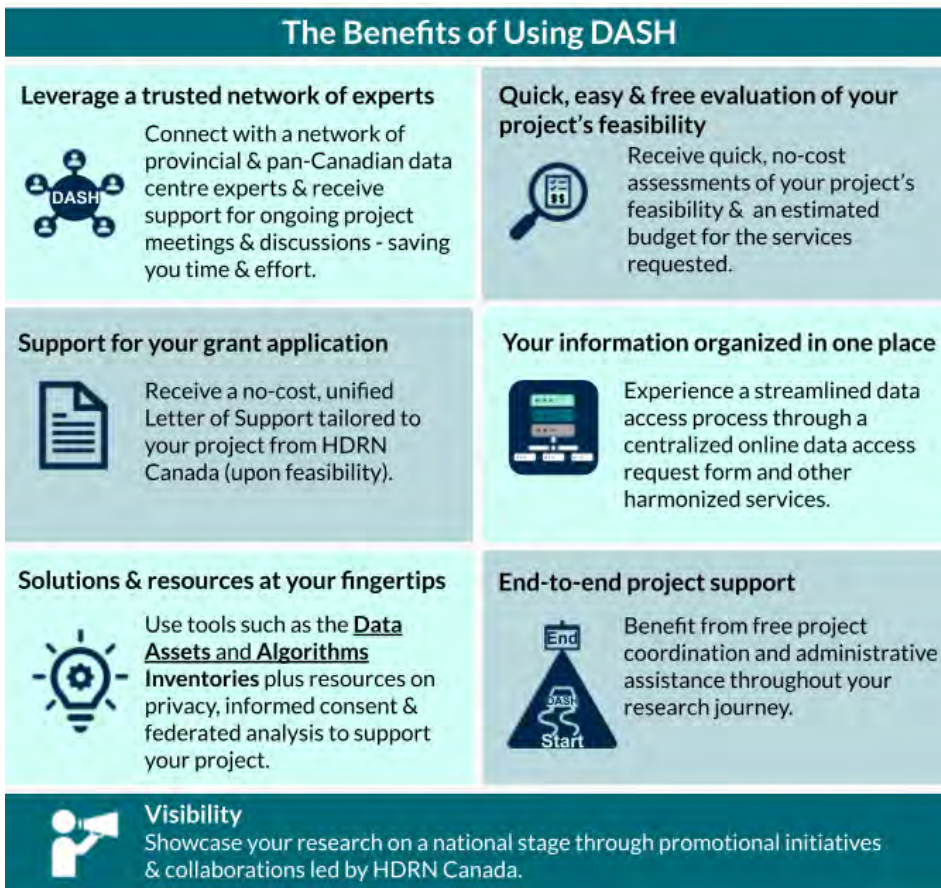 The Benefits of Using DASH
Leverage a trusted network of experts
DASH
Connect with a network of
provincial & pan-Canadian data
centre experts & receive
support for ongoing project
meetings & discussions - saving
you time & effort.
Quick, easy & free evaluation of your
project's feasibility
$$
Receive quick, no-cost
assessments of your project's
feasibility & an estimated
budget for the services
requested.
Support for your grant application
Receive a no-cost, unified
Letter of Support tailored to
your project from HDRN
Canada (upon feasibility).
Your information organized in one place
Experience a streamlined data
access process through a
centralized online data access
request form and other
harmonized services.
Solutions & resources at your fingertips
Use tools such as the Data
Assets and Algorithms
Inventories plus resources on
privacy, informed consent &
federated analysis to support
your project.
End-to-end project support
End
DASH
Start
Benefit from free project
coordination and administrative
assistance throughout your
research journey.
Visibility
Showcase your research on a national stage through promotional initiatives
& collaborations led by HDRN Canada.